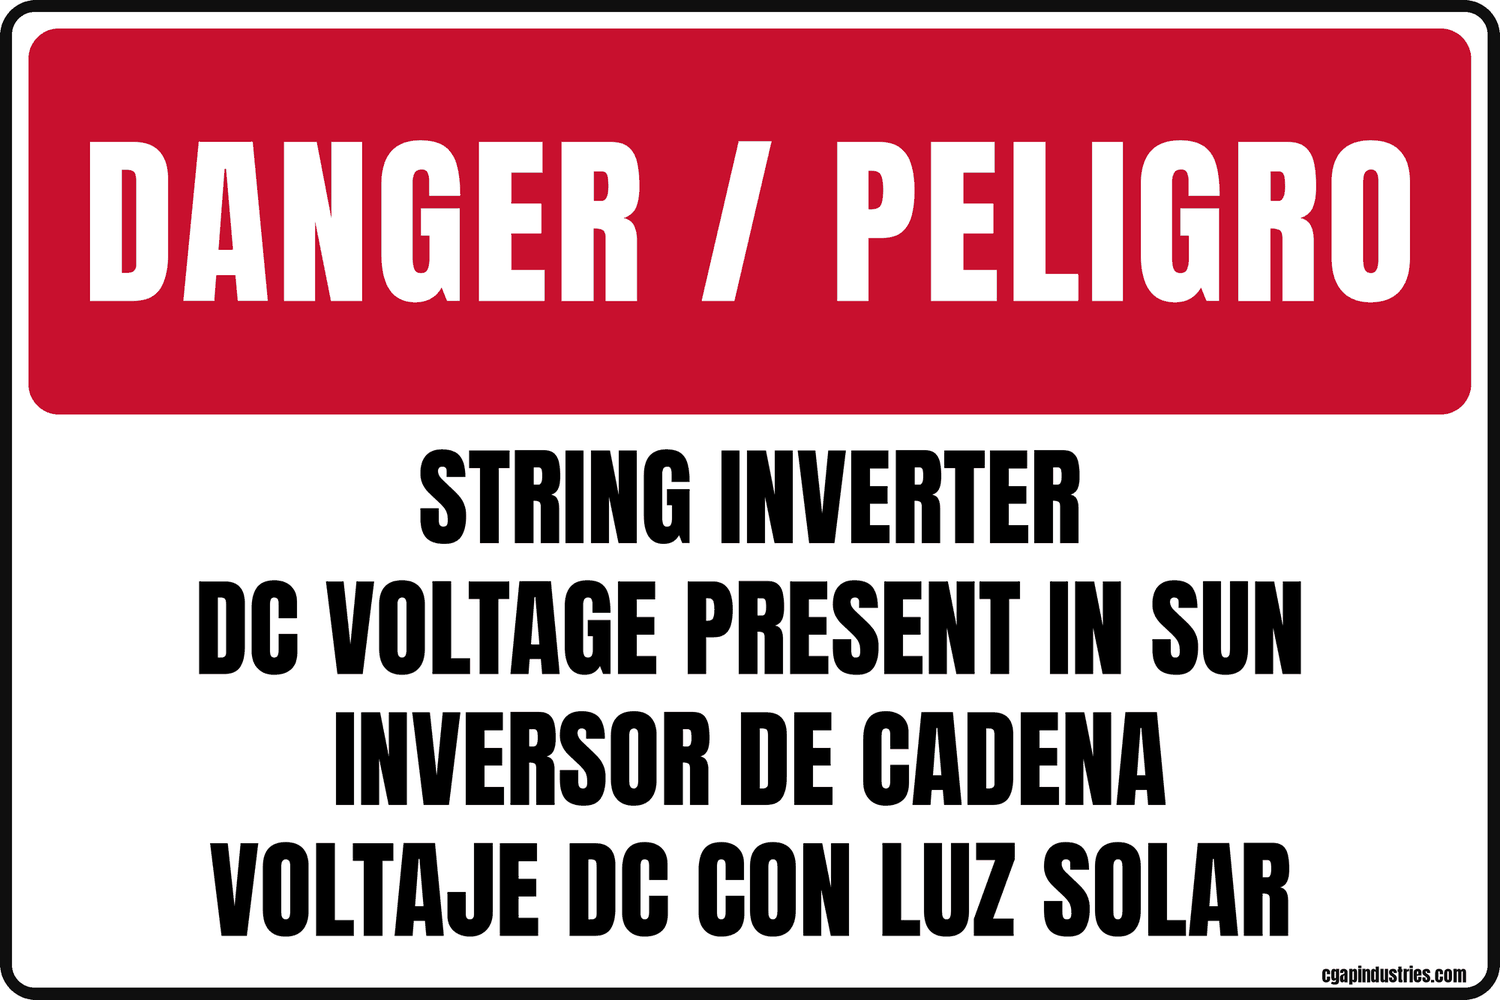 DANGER / PELIGRO
STRING INVERTER
DC VOLTAGE PRESENT IN SUN
INVERSOR DE CADENA
VOLTAJE DC CON LUZ SOLAR
cgapindustries.com